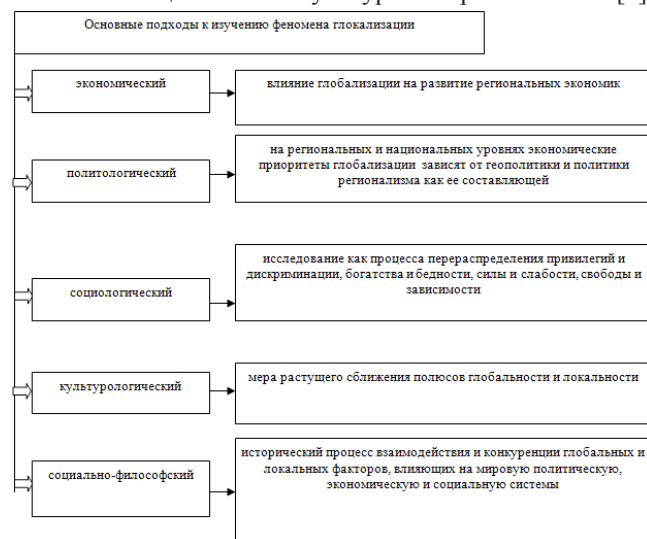 Основные подходы к изучению феномена глокализации
экономический
влияние глобализации на развитие региональных экономик
политологический
на региональных и национальных уровнях экономические
приоритеты глобализации зависят от геополитики и политики
регионализма как ее составляющей
социологический
исследование как процесса перераспределения привилегий и
дискриминации, богатства и бедности, силы и слабости, свободы и
зависимости
культурологический
мера растущего сближения полюсов глобальности и локальности
социально-философский
исторический процесс взаимодействия и конкуренции глобальных и
локальных факторов, влияющих на мировую политическую,
экономическую и социальную системы